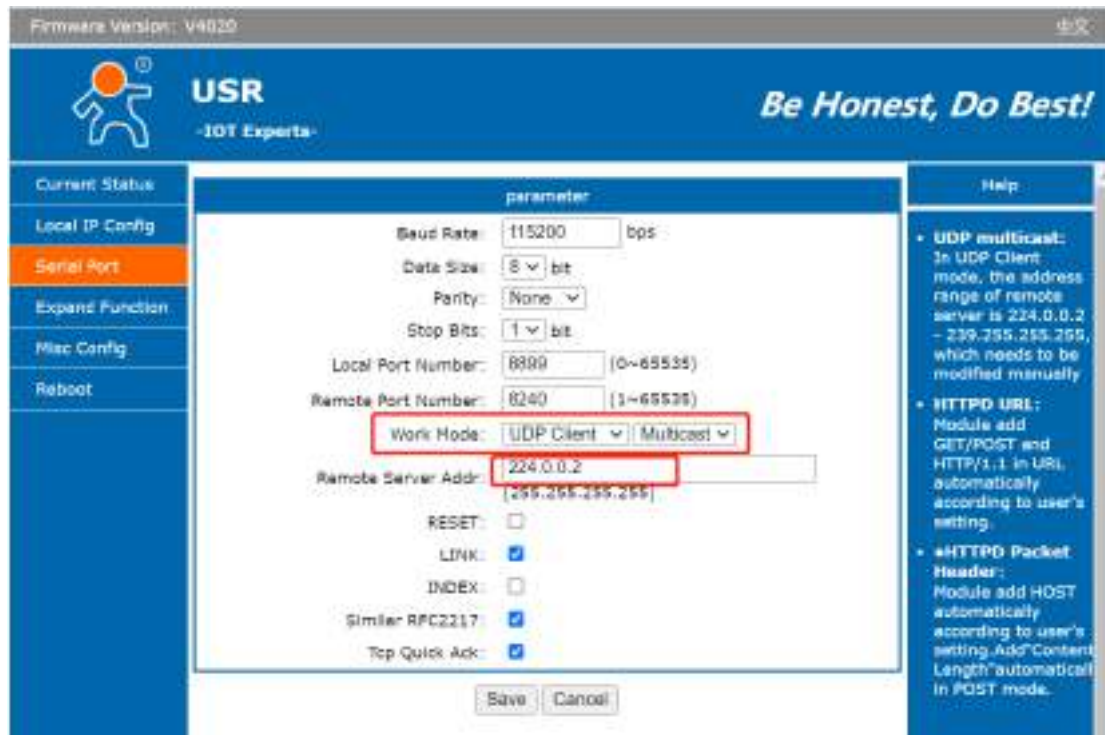 Firmware Version: V4020
中文
USR
-IOT Experts-
Be Honest, Do Best!
Current Status
Local IP Config
Serial Port
Expand Function
Misc Config
Reboot
parameter
Baud Rate: 115200 bps
Data Size: 8 bit
Parity: None
Stop Bits: 1 bit
Local Port Number: 8899 (0~65535)
Remote Port Number: 8240 (1~65535)
Work Mode: UDP Client Multicast
Remote Server Addr: 224.0.0.2
[255.255.255.255]
RESET:
LINK:
INDEX:
Similar RFC2217:
Tcp Quick Ack:
Save Cancel
Help
• UDP multicast:
In UDP Client
mode, the address
range of remote
server is 224.0.0.2
- 239.255.255.255,
which needs to be
modified manually
• HTTPD URL:
Module add
GET/POST and
HTTP/1.1 in URL
automatically
according to user's
setting.
• ●HTTPD Packet
Header:
Module add HOST
automatically
according to user's
setting.Add"Content
Length"automaticall
in POST mode.